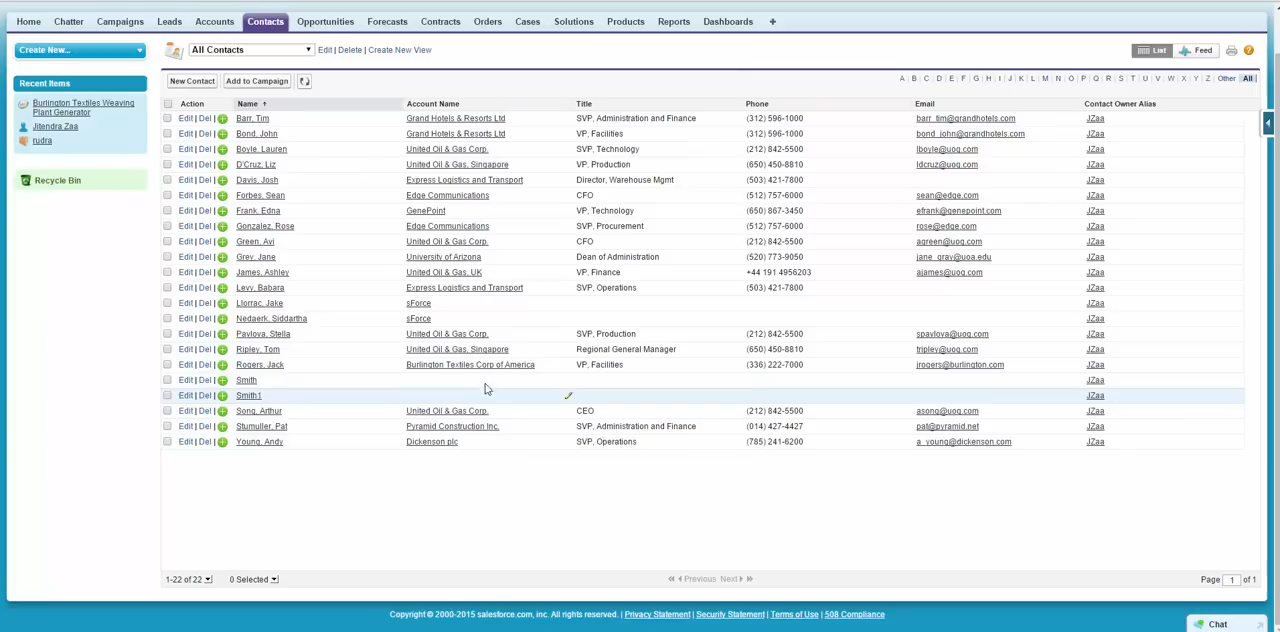 Home Chatter Campaigns Leads Accounts Contacts Opportunities Forecasts Contracts Orders Cases Solutions Products Reports Dashboards +
Create New...
All Contacts Edit | Delete | Create New View
List Feed
Recent Items
Burlington Textiles Weaving
Plant Generator
Jitendra Zaa
rudra
Recycle Bin
New Contact Add to Campaign
A B C D E F G H I J K L M N O P Q R S T U V W X Y Z Other All
Action Name Account Name Title Phone Email Contact Owner Alias
Edit | Del Barr, Tim Grand Hotels & Resorts Ltd SVP, Administration and Finance (312) 596-1000 barr_tim@grandhotels.com JZaa
Edit | Del Bond, John Grand Hotels & Resorts Ltd VP, Facilities (312) 596-1000 bond_john@grandhotels.com JZaa
Edit | Del Boyle, Lauren United Oil & Gas Corp. SVP, Technology (212) 842-5500 lboyle@uog.com JZaa
Edit | Del D'Cruz, Liz United Oil & Gas, Singapore VP, Production (650) 450-8810 ldcruz@uog.com JZaa
Edit | Del Davis, Josh Express Logistics and Transport Director, Warehouse Mgmt (503) 421-7800 JZaa
Edit | Del Forbes, Sean Edge Communications CFO (512) 757-6000 sean@edge.com JZaa
Edit | Del Frank, Edna GenePoint VP, Technology (650) 867-3450 efrank@genepoint.com JZaa
Edit | Del Gonzalez, Rose Edge Communications SVP, Procurement (512) 757-6000 rose@edge.com JZaa
Edit | Del Green, Avi United Oil & Gas Corp. CFO (212) 842-5500 agreen@uog.com JZaa
Edit | Del Grey, Jane University of Arizona Dean of Administration (520) 773-9050 jane_gray@uoa.edu JZaa
Edit | Del James, Ashley United Oil & Gas, UK VP, Finance +44 191 4956203 ajames@uog.com JZaa
Edit | Del Levy, Babara Express Logistics and Transport SVP, Operations (503) 421-7800 JZaa
Edit | Del Llorrac, Jake sForce JZaa
Edit | Del Nedaerk, Siddartha sForce JZaa
Edit | Del Pavlova, Stella United Oil & Gas Corp. SVP, Production (212) 842-5500 spavlova@uog.com JZaa
Edit | Del Ripley, Tom United Oil & Gas, Singapore Regional General Manager (650) 450-8810 tripley@uog.com JZaa
Edit | Del Rogers, Jack Burlington Textiles Corp of America VP, Facilities (336) 222-7000 jrogers@burlington.com JZaa
Edit | Del Smith JZaa
Edit | Del Smith1 JZaa
Edit | Del Song, Arthur United Oil & Gas Corp. CEO (212) 842-5500 asong@uog.com JZaa
Edit | Del Stumuller, Pat Pyramid Construction Inc. SVP, Administration and Finance (014) 427-4427 pat@pyramid.net JZaa
Edit | Del Young, Andy Dickenson plc SVP, Operations (785) 241-6200 a_young@dickenson.com JZaa
1-22 of 22 0 Selected Previous Next Page 1 of 1
Copyright © 2000-2015 salesforce.com, inc. All rights reserved. | Privacy Statement | Security Statement | Terms of Use | 508 Compliance
Chat